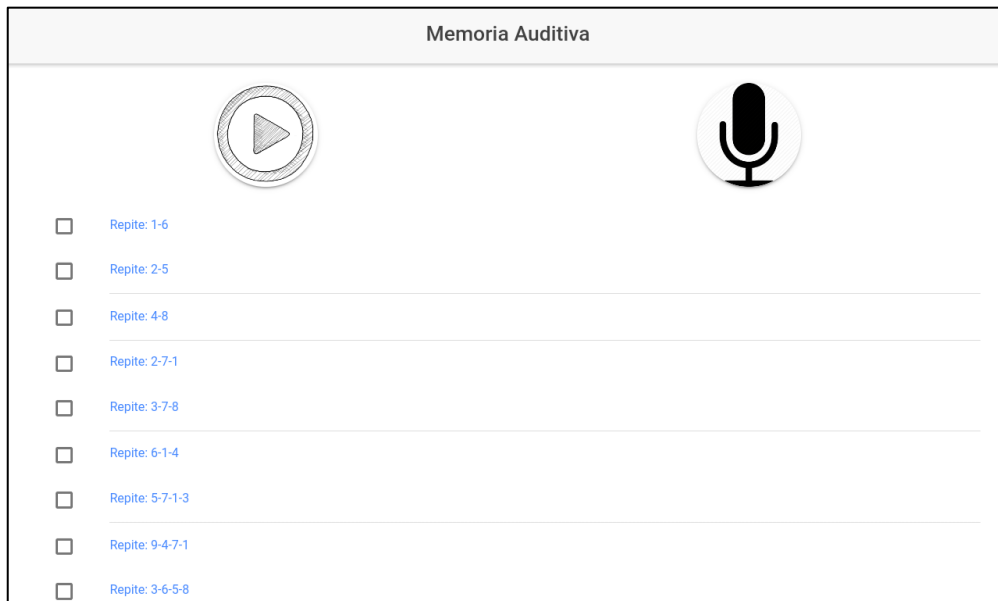 Memoria Auditiva
Repite: 1-6
Repite: 2-5
Repite: 4-8
Repite: 2-7-1
Repite: 3-7-8
Repite: 6-1-4
Repite: 5-7-1-3
Repite: 9-4-7-1
Repite: 3-6-5-8